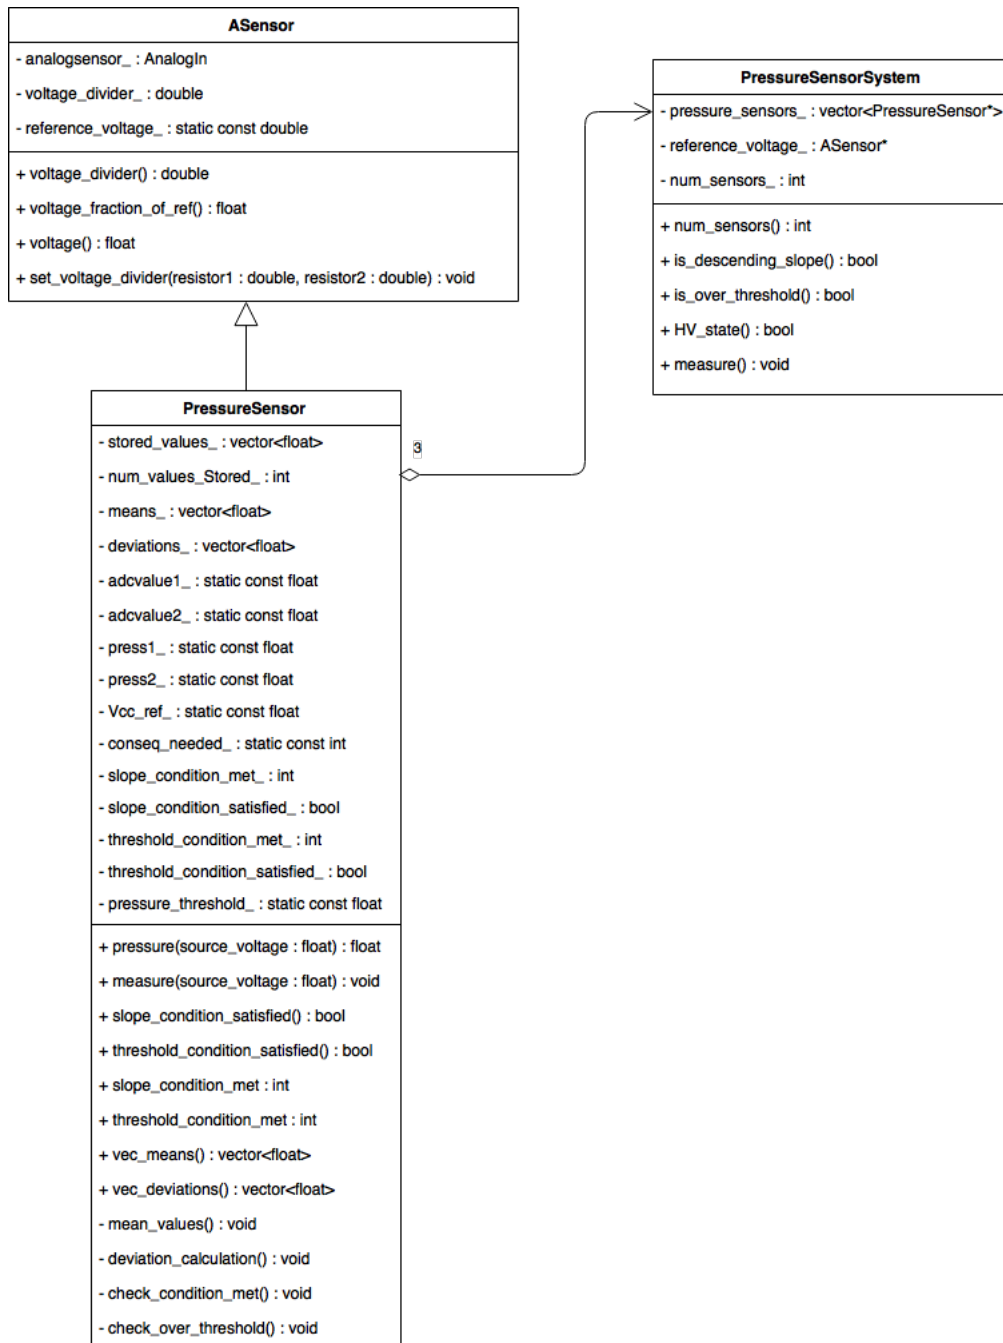 ASensor
- analogsensor_ : AnalogIn
- voltage_divider_ : double
- reference_voltage_ : static const double
+ voltage_divider() : double
+ voltage_fraction_of_ref() : float
+ voltage() : float
+ set_voltage_divider(resistor1 : double, resistor2 : double) : void
PressureSensorSystem
- pressure_sensors_ : vector<PressureSensor*>
- reference_voltage_ : ASensor*
- num_sensors_ : int
+ num_sensors() : int
+ is_descending_slope() : bool
+ is_over_threshold() : bool
+ HV_state() : bool
+ measure() : void
PressureSensor
- stored_values_ : vector<float>
- num_values_Stored_ : int
- means_ : vector<float>
- deviations_ : vector<float>
- adcvalue1_ : static const float
- adcvalue2_ : static const float
- press1_ : static const float
- press2_ : static const float
- Vcc_ref_ : static const float
- conseq_needed_ : static const int
- slope_condition_met_ : int
- slope_condition_satisfied_ : bool
- threshold_condition_met_ : int
- threshold_condition_satisfied_ : bool
- pressure_threshold_ : static const float
+ pressure(source_voltage : float) : float
+ measure(source_voltage : float) : void
+ slope_condition_satisfied() : bool
+ threshold_condition_satisfied() : bool
+ slope_condition_met : int
+ threshold_condition_met : int
+ vec_means() : vector<float>
+ vec_deviations() : vector<float>
- mean_values() : void
- deviation_calculation() : void
- check_condition_met() : void
- check_over_threshold() : void
3